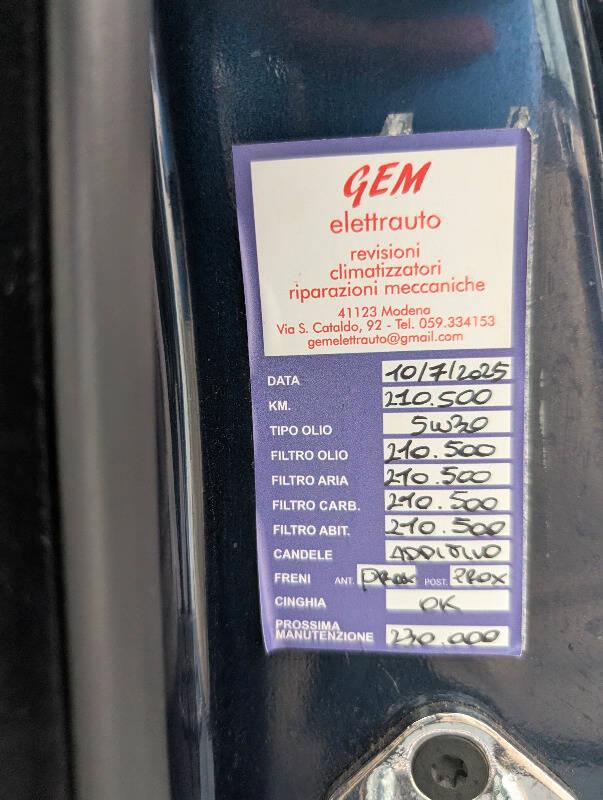 GEM
elettrauto
revisioni
climatizzatori
riparazioni meccaniche
41123 Modena
Via S. Cataldo, 92 - Tel. 059.334153
gemelettrauto@gmail.com
DATA 10/7/2025
KM. 210.500
TIPO OLIO 5W30
FILTRO OLIO 210.500
FILTRO ARIA 210.500
FILTRO CARB. 210.500
FILTRO ABIT. 210.500
CANDELE ADDITIVO
FRENI ANT. PROX POST. PROX
CINGHIA OK
PROSSIMA
MANUTENZIONE 230.000